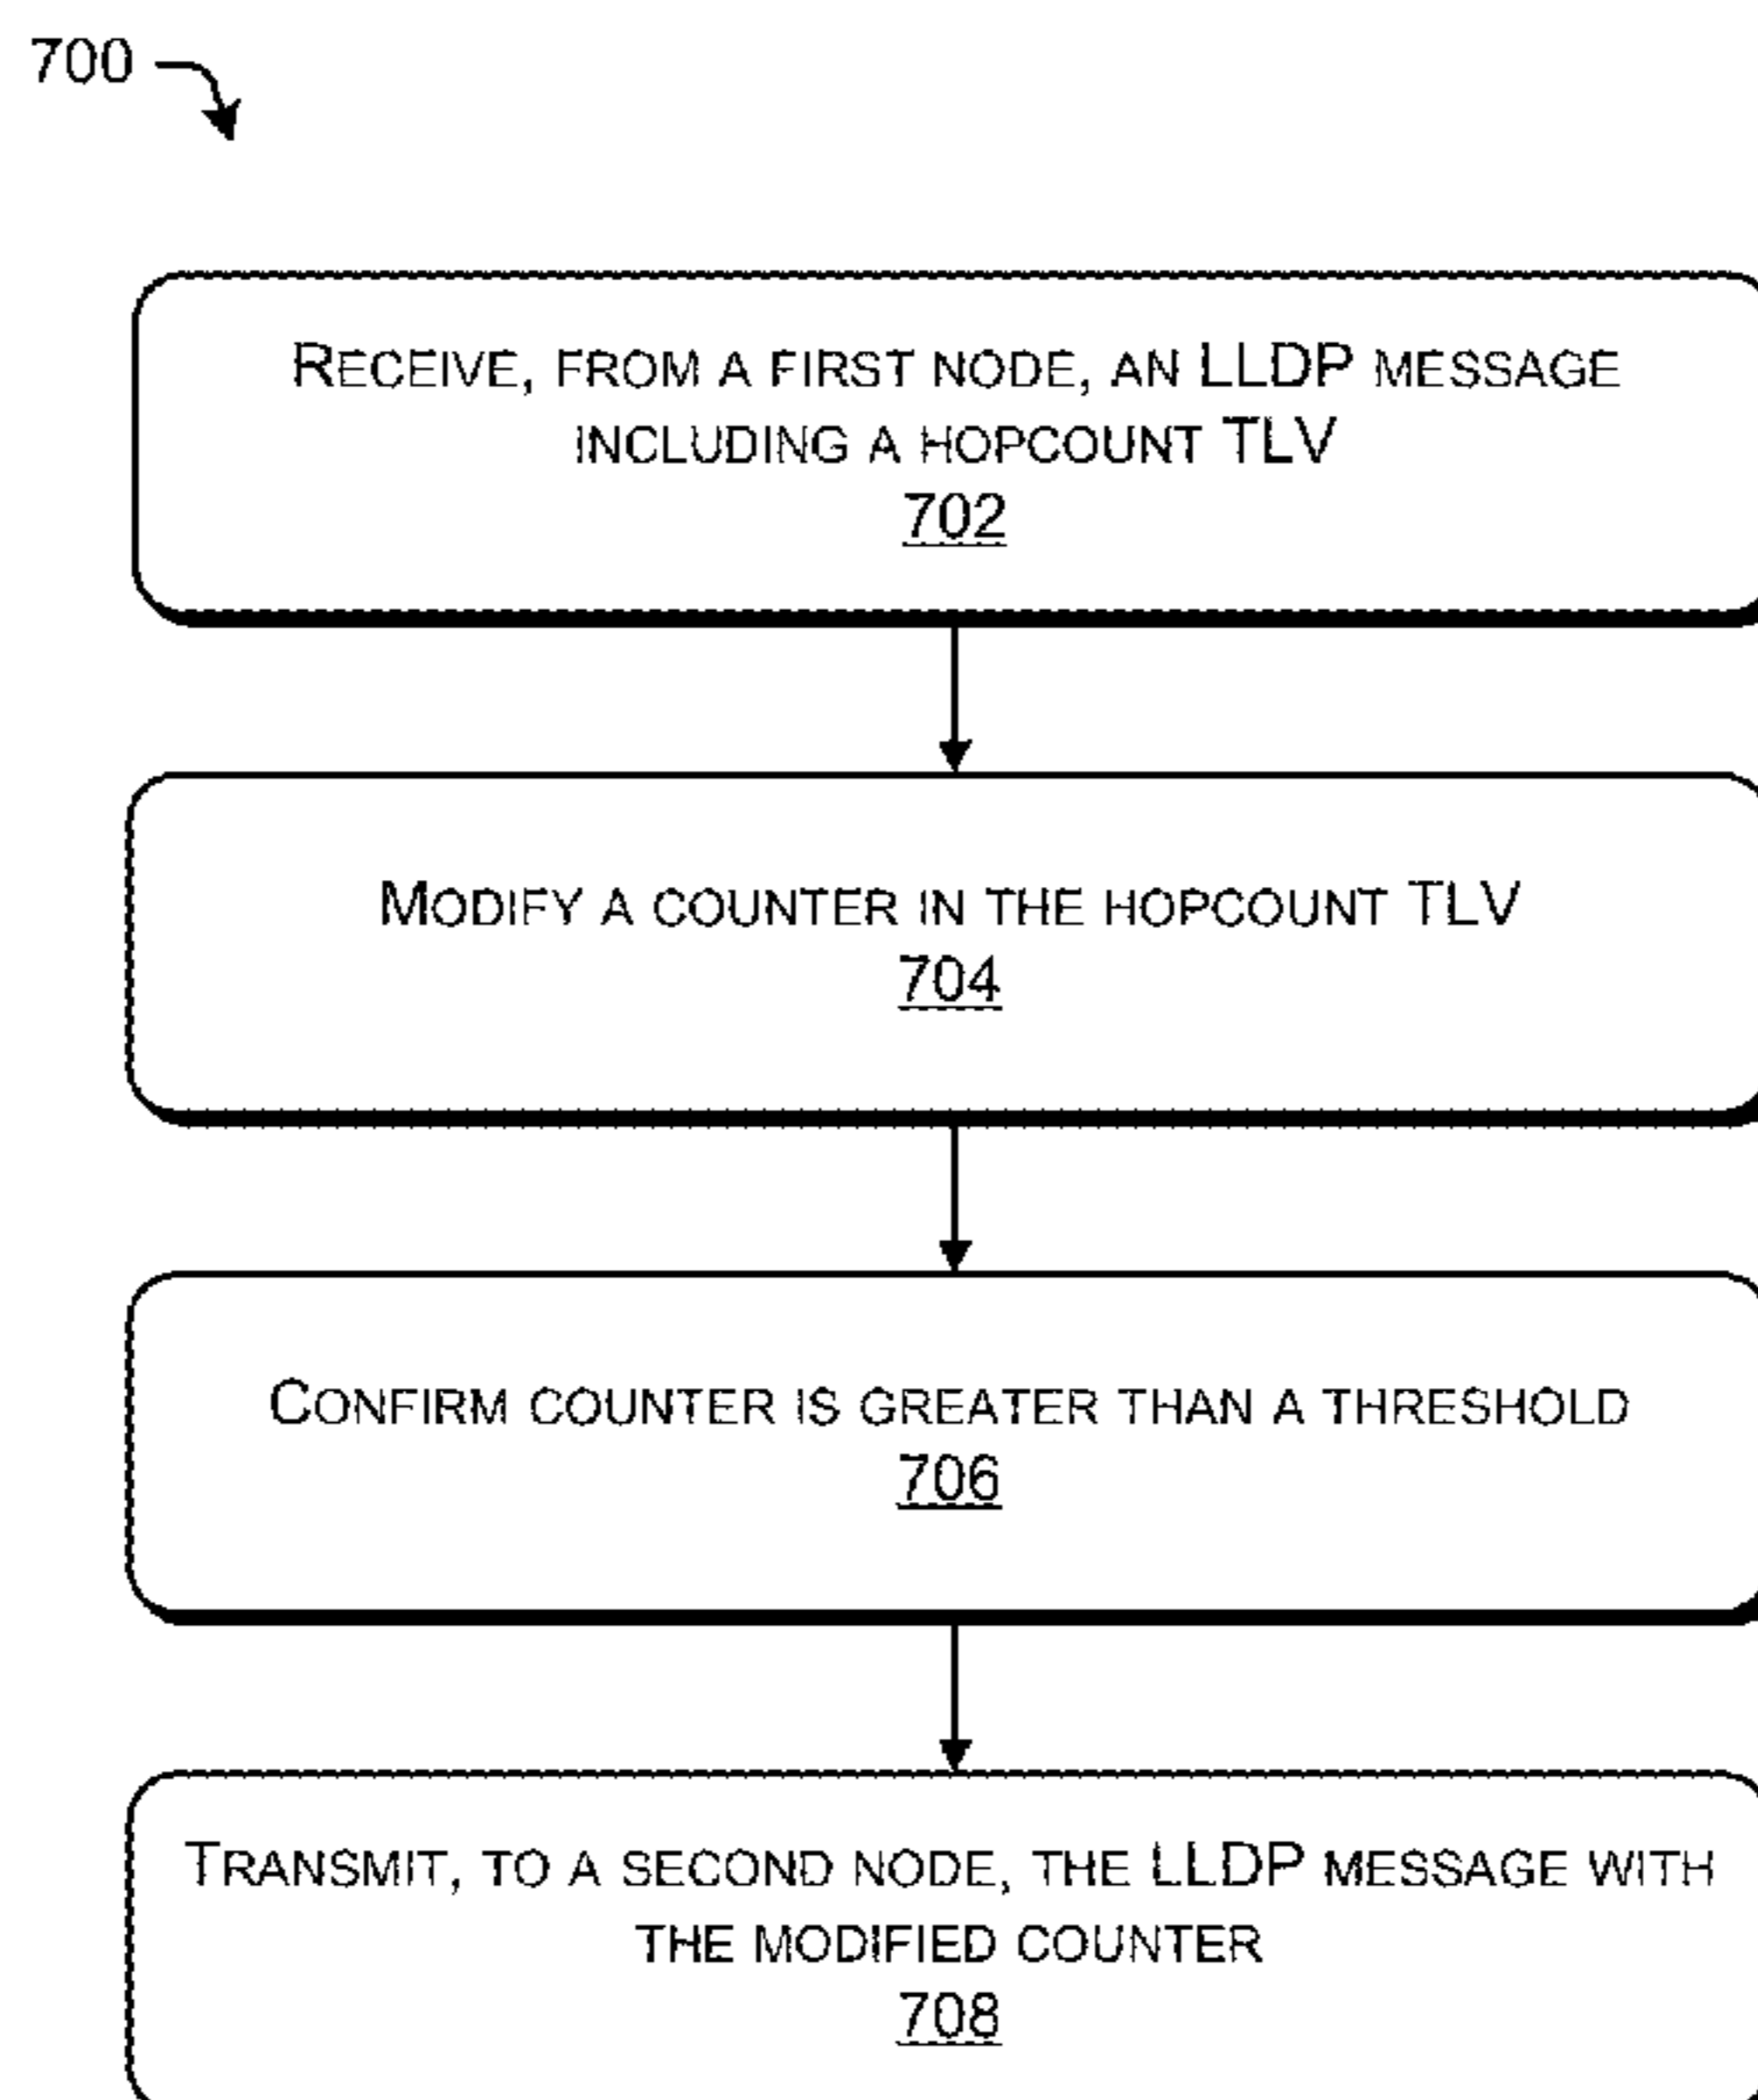 700
RECEIVE, FROM A FIRST NODE, AN LLDP MESSAGE
INCLUDING A HOPCOUNT TLV
702
MODIFY A COUNTER IN THE HOPCOUNT TLV
704
CONFIRM COUNTER IS GREATER THAN A THRESHOLD
706
TRANSMIT, TO A SECOND NODE, THE LLDP MESSAGE WITH
THE MODIFIED COUNTER
708